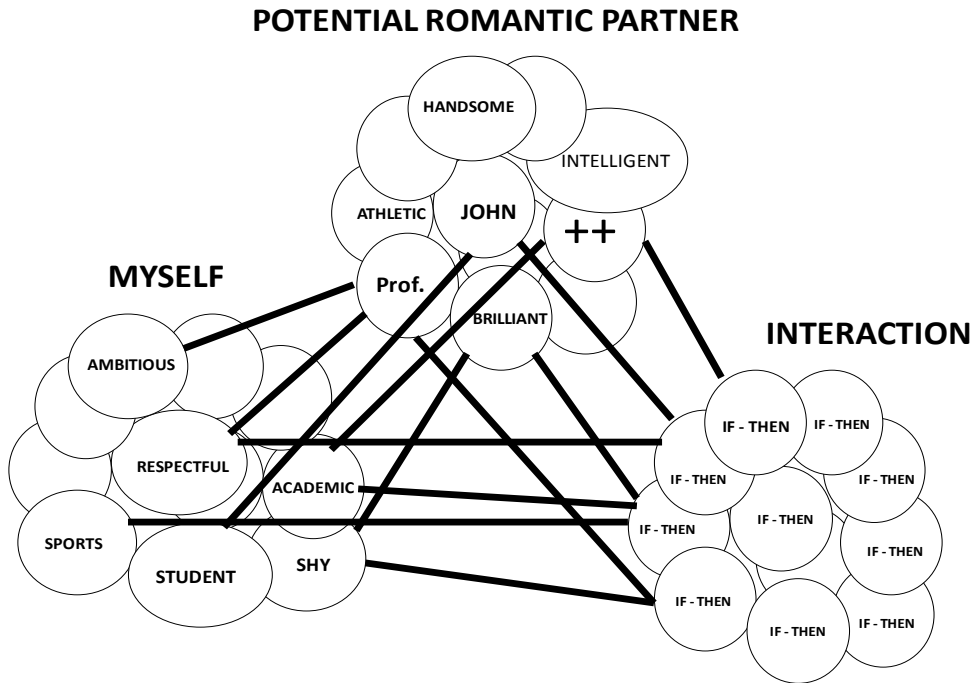 POTENTIAL ROMANTIC PARTNER
HANDSOME
INTELLIGENT
ATHLETIC
JOHN
++
Prof.
BRILLIANT
MYSELF
AMBITIOUS
RESPECTFUL
ACADEMIC
SPORTS
STUDENT
SHY
INTERACTION
IF - THEN
IF - THEN
IF - THEN
IF - THEN
IF - THEN
IF - THEN
IF - THEN
IF - THEN
IF - THEN
IF - THEN